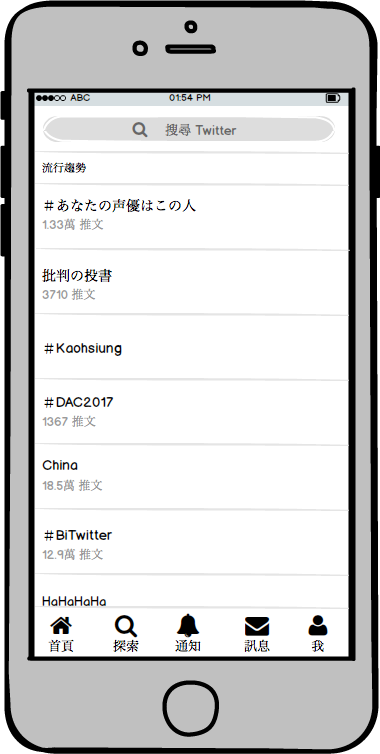 ABC 01:54 PM
搜尋 Twitter
流行趨勢
#あなたの声優はこの人
1.33萬 推文
批判の投書
3710 推文
#Kaohsiung
#DAC2017
1367 推文
China
18.5萬 推文
#BiTwitter
12.9萬 推文
HaHaHaHa
首頁 探索 通知 訊息 我